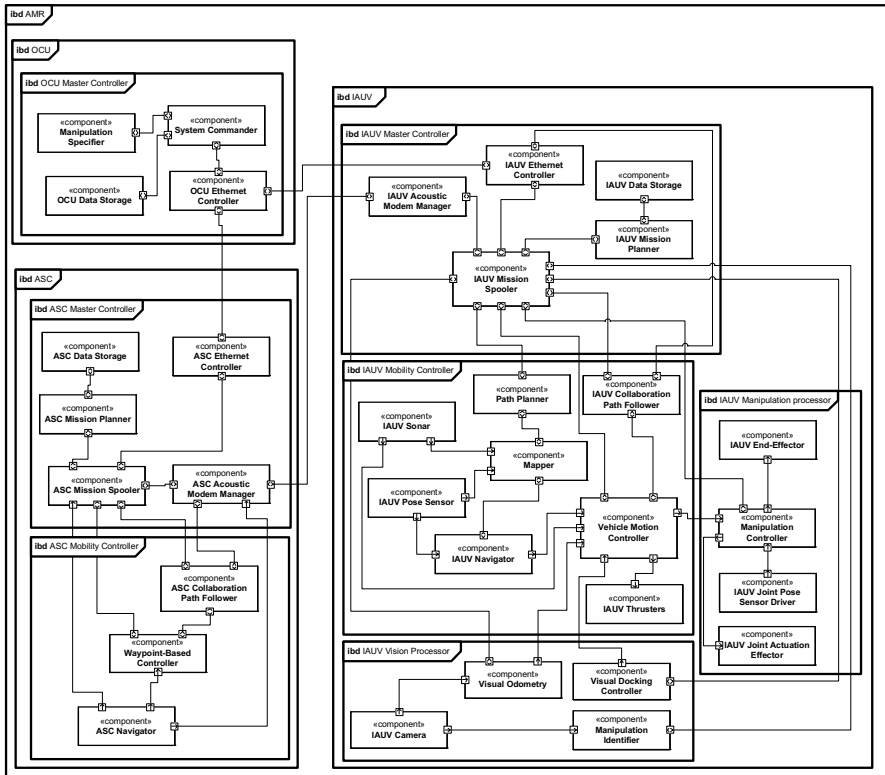 ibd AMR
ibd OCU
ibd OCU Master Controller
«component»
Manipulation
Specifier
«component»
System Commander
«component»
OCU Data Storage
«component»
OCU Ethernet
Controller
ibd ASC
ibd ASC Master Controller
«component»
ASC Data Storage
«component»
ASC Ethernet
Controller
«component»
ASC Mission Planner
«component»
ASC Mission Spooler
«component»
ASC Acoustic
Modem Manager
ibd ASC Mobility Controller
«component»
ASC Collaboration
Path Follower
«component»
Waypoint-Based
Controller
«component»
ASC Navigator
ibd IAUV
ibd IAUV Master Controller
«component»
IAUV Ethernet
Controller
«component»
IAUV Data Storage
«component»
IAUV Acoustic
Modem Manager
«component»
IAUV Mission
Planner
«component»
IAUV Mission
Spooler
ibd IAUV Mobility Controller
«component»
Path Planner
«component»
IAUV Collaboration
Path Follower
«component»
IAUV Sonar
«component»
Mapper
«component»
IAUV Pose Sensor
«component»
IAUV Navigator
«component»
Vehicle Motion
Controller
«component»
IAUV Thrusters
ibd IAUV Manipulation processor
«component»
IAUV End-Effector
«component»
Manipulation
Controller
«component»
IAUV Joint Pose
Sensor Driver
«component»
IAUV Joint Actuation
Effector
ibd IAUV Vision Processor
«component»
Visual Odometry
«component»
Visual Docking
Controller
«component»
IAUV Camera
«component»
Manipulation
Identifier